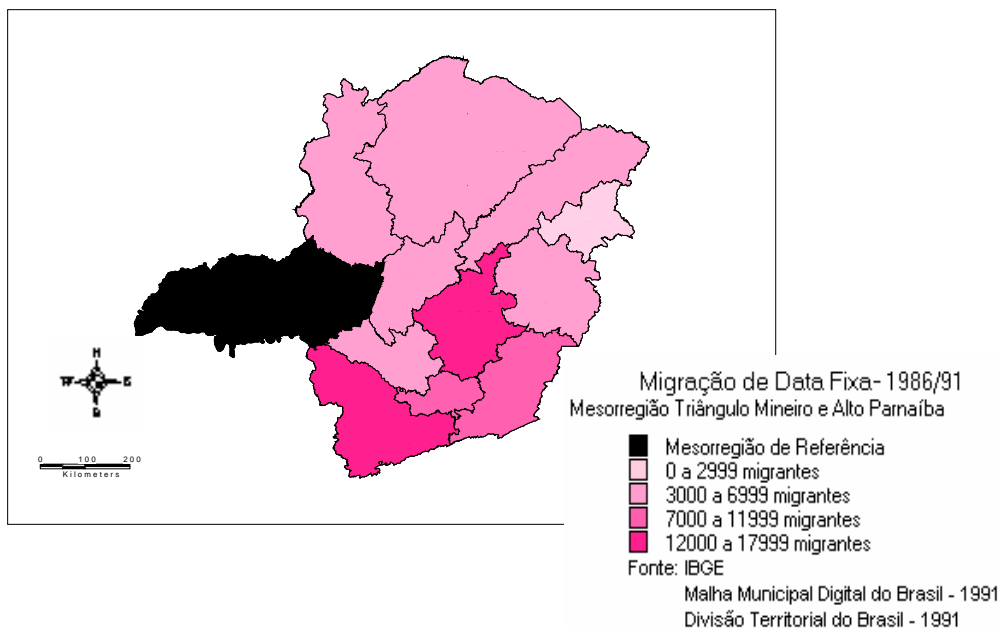 N
W E
S
0 100 200
Kilometers
Migração de Data Fixa- 1986/91
Mesorregião Triângulo Mineiro e Alto Parnaíba
Mesorregião de Referência
0 a 2999 migrantes
3000 a 6999 migrantes
7000 a 11999 migrantes
12000 a 17999 migrantes
Fonte: IBGE
Malha Municipal Digital do Brasil - 1991
Divisão Territorial do Brasil - 1991